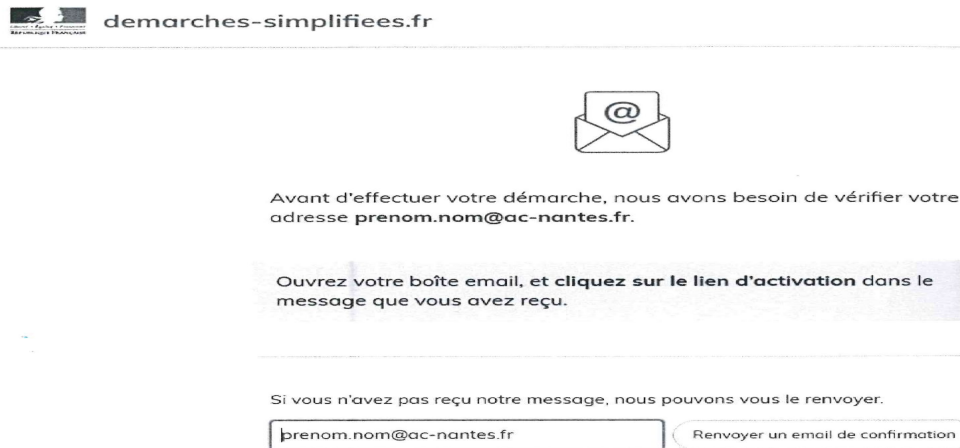 demarches-simplifiees.fr
RÉPUBLIQUE FRANÇAISE
@
Avant d'effectuer votre démarche, nous avons besoin de vérifier votre
adresse prenom.nom@ac-nantes.fr.
Ouvrez votre boîte email, et cliquez sur le lien d'activation dans le
message que vous avez reçu.
Si vous n'avez pas reçu notre message, nous pouvons vous le renvoyer.
prenom.nom@ac-nantes.fr
Renvoyer un email de confirmation